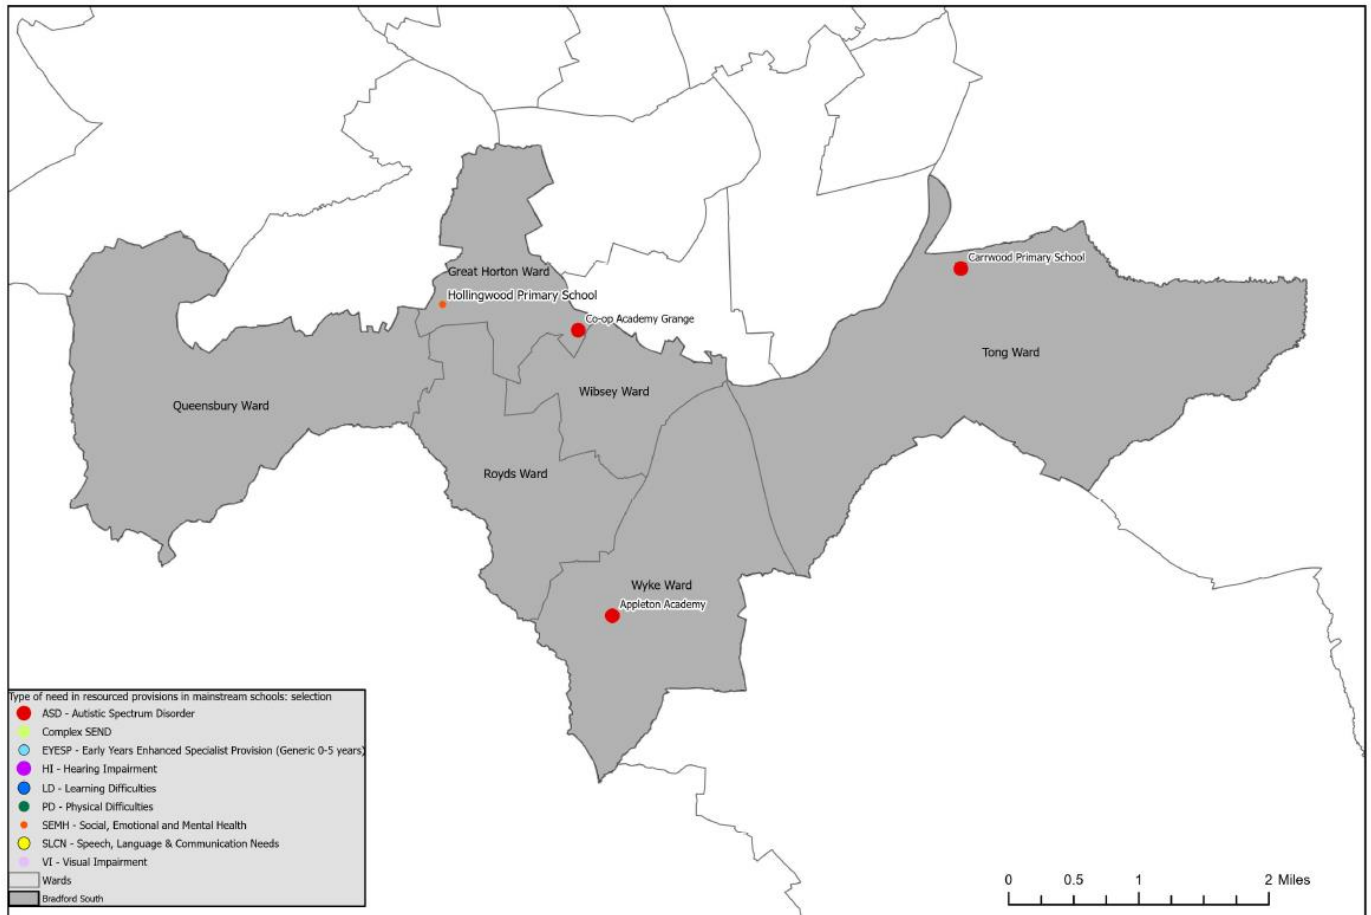 Great Horton Ward
Hollingwood Primary School
Co-op Academy Grange
Carrwood Primary School
Tong Ward
Queensbury Ward
Wibsey Ward
Royds Ward
Wyke Ward
Appleton Academy
Type of need in resourced provisions in mainstream schools: selection
ASD - Autistic Spectrum Disorder
Complex SEND
EYESP - Early Years Enhanced Specialist Provision (Generic 0-5 years)
HI - Hearing Impairment
LD - Learning Difficulties
PD - Physical Difficulties
SEMH - Social, Emotional and Mental Health
SLCN - Speech, Language & Communication Needs
VI - Visual Impairment
Wards
Bradford South
0 0.5 1 2 Miles